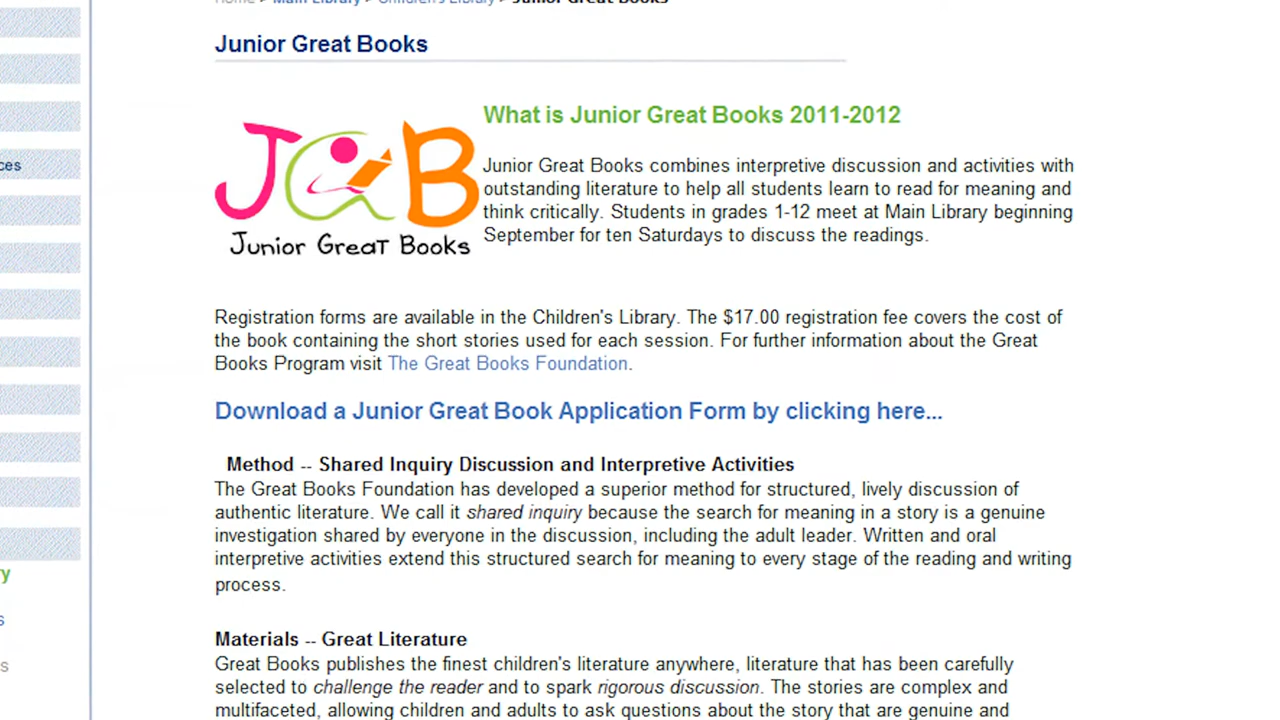 Home > Main Library > Children's Library > Junior Great Books
Junior Great Books
What is Junior Great Books 2011-2012
JGB
Junior Great Books
Junior Great Books combines interpretive discussion and activities with
outstanding literature to help all students learn to read for meaning and
think critically. Students in grades 1-12 meet at Main Library beginning
September for ten Saturdays to discuss the readings.
Registration forms are available in the Children's Library. The $17.00 registration fee covers the cost of
the book containing the short stories used for each session. For further information about the Great
Books Program visit The Great Books Foundation.
Download a Junior Great Book Application Form by clicking here...
Method -- Shared Inquiry Discussion and Interpretive Activities
The Great Books Foundation has developed a superior method for structured, lively discussion of
authentic literature. We call it shared inquiry because the search for meaning in a story is a genuine
investigation shared by everyone in the discussion, including the adult leader. Written and oral
interpretive activities extend this structured search for meaning to every stage of the reading and writing
process.
Materials -- Great Literature
Great Books publishes the finest children's literature anywhere, literature that has been carefully
selected to challenge the reader and to spark rigorous discussion. The stories are complex and
multifaceted, allowing children and adults to ask questions about the story that are genuine and